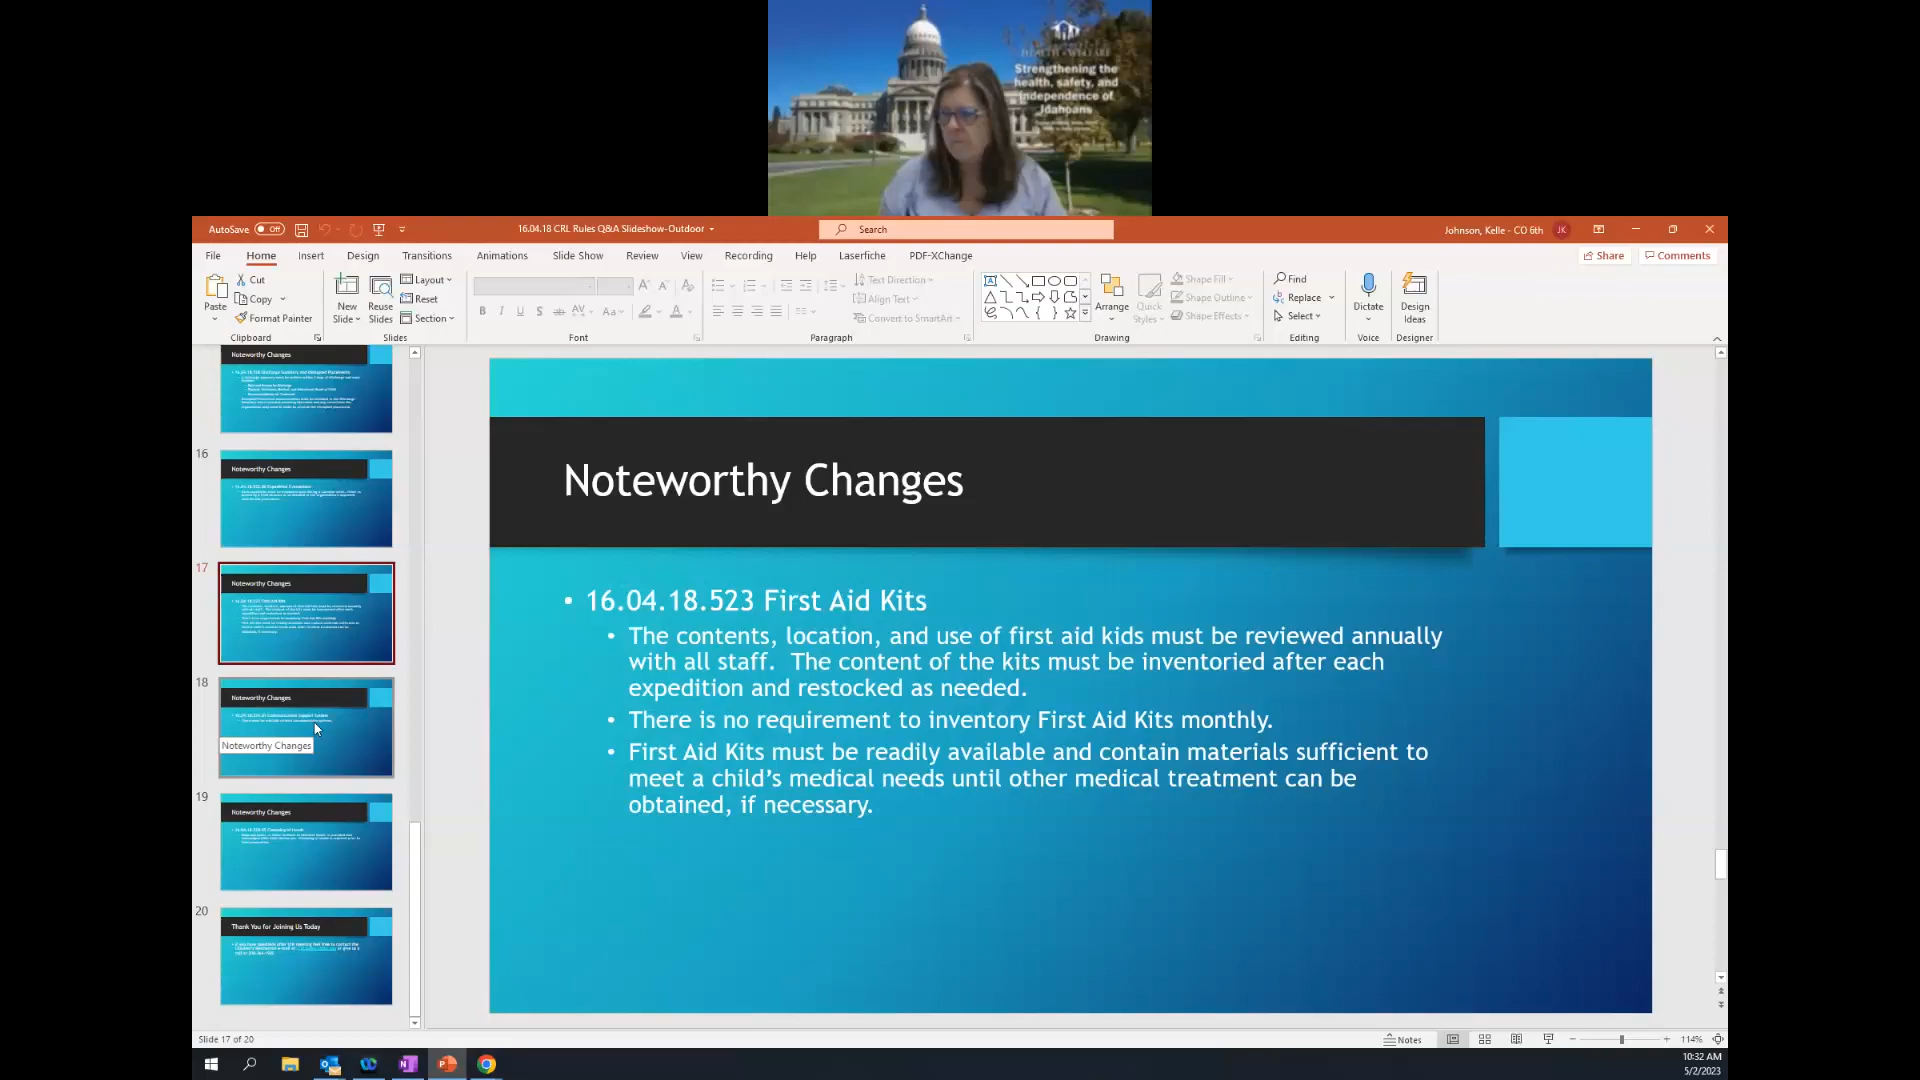 HEALTH & WELFARE
Strengthening the
health, safety, and
independence of
Idahoans
AutoSave Off
16.04.18 CRL Rules Q&A Slideshow-Outdoor
Search
Johnson, Kelle - CO 6th JK
File Home Insert Design Transitions Animations Slide Show Review View Recording Help Laserfiche PDF-XChange
Share Comments
Paste
Cut
Copy
Format Painter
Clipboard
New
Slide
Reuse
Slides
Layout
Reset
Section
Slides
B I U S ab AV Aa A
Font
Text Direction
Align Text
Convert to SmartArt
Paragraph
Arrange
Quick
Styles
Shape Fill
Shape Outline
Shape Effects
Drawing
Find
Replace
Select
Editing
Dictate
Voice
Design
Ideas
Designer
Noteworthy Changes
16
Noteworthy Changes
17
Noteworthy Changes
18
Noteworthy Changes
Noteworthy Changes
19
Noteworthy Changes
20
Thank You for Joining Us Today
Noteworthy Changes
• 16.04.18.523 First Aid Kits
• The contents, location, and use of first aid kids must be reviewed annually
with all staff. The content of the kits must be inventoried after each
expedition and restocked as needed.
• There is no requirement to inventory First Aid Kits monthly.
• First Aid Kits must be readily available and contain materials sufficient to
meet a child's medical needs until other medical treatment can be
obtained, if necessary.
Slide 17 of 20
Notes
114%
10:32 AM
5/2/2023